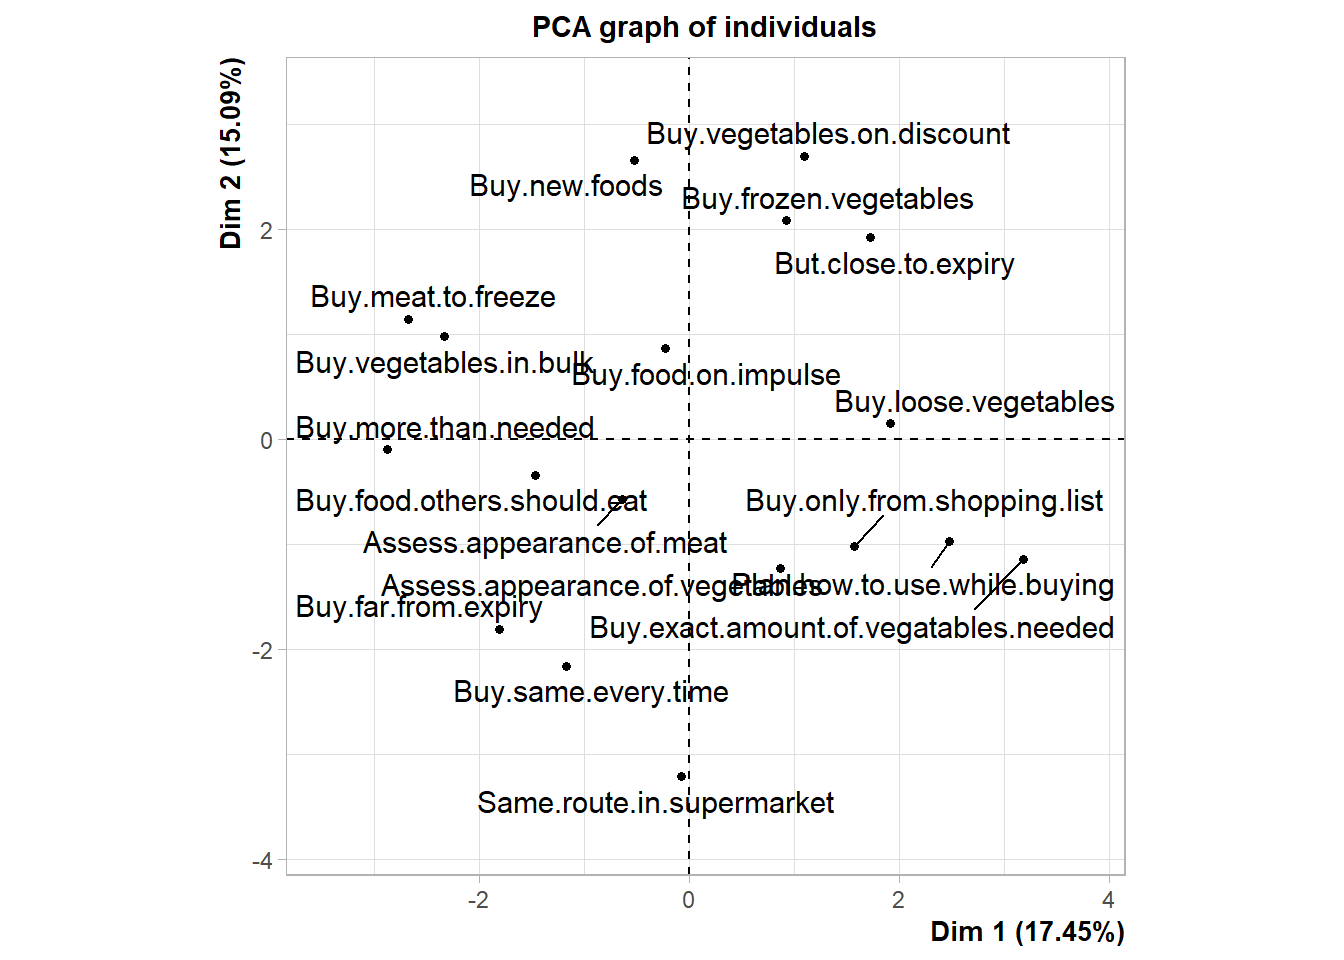 PCA graph of individuals
Dim 2 (15.09%)
Buy.vegetables.on.discount
Buy.new.foods
Buy.frozen.vegetables
2
But.close.to.expiry
Buy.meat.to.freeze
Buy.vegetables.in.bulk
Buy.food.on.impulse
Buy.loose.vegetables
Buy.more.than.needed
0
Buy.food.others.should.eat
Buy.only.from.shopping.list
Assess.appearance.of.meat
Assess.appearance.of.vegetables
Plan.how.to.use.while.buying
Buy.far.from.expiry
Buy.exact.amount.of.vegatables.needed
-2
Buy.same.every.time
Same.route.in.supermarket
-4
-2
0
2
4
Dim 1 (17.45%)